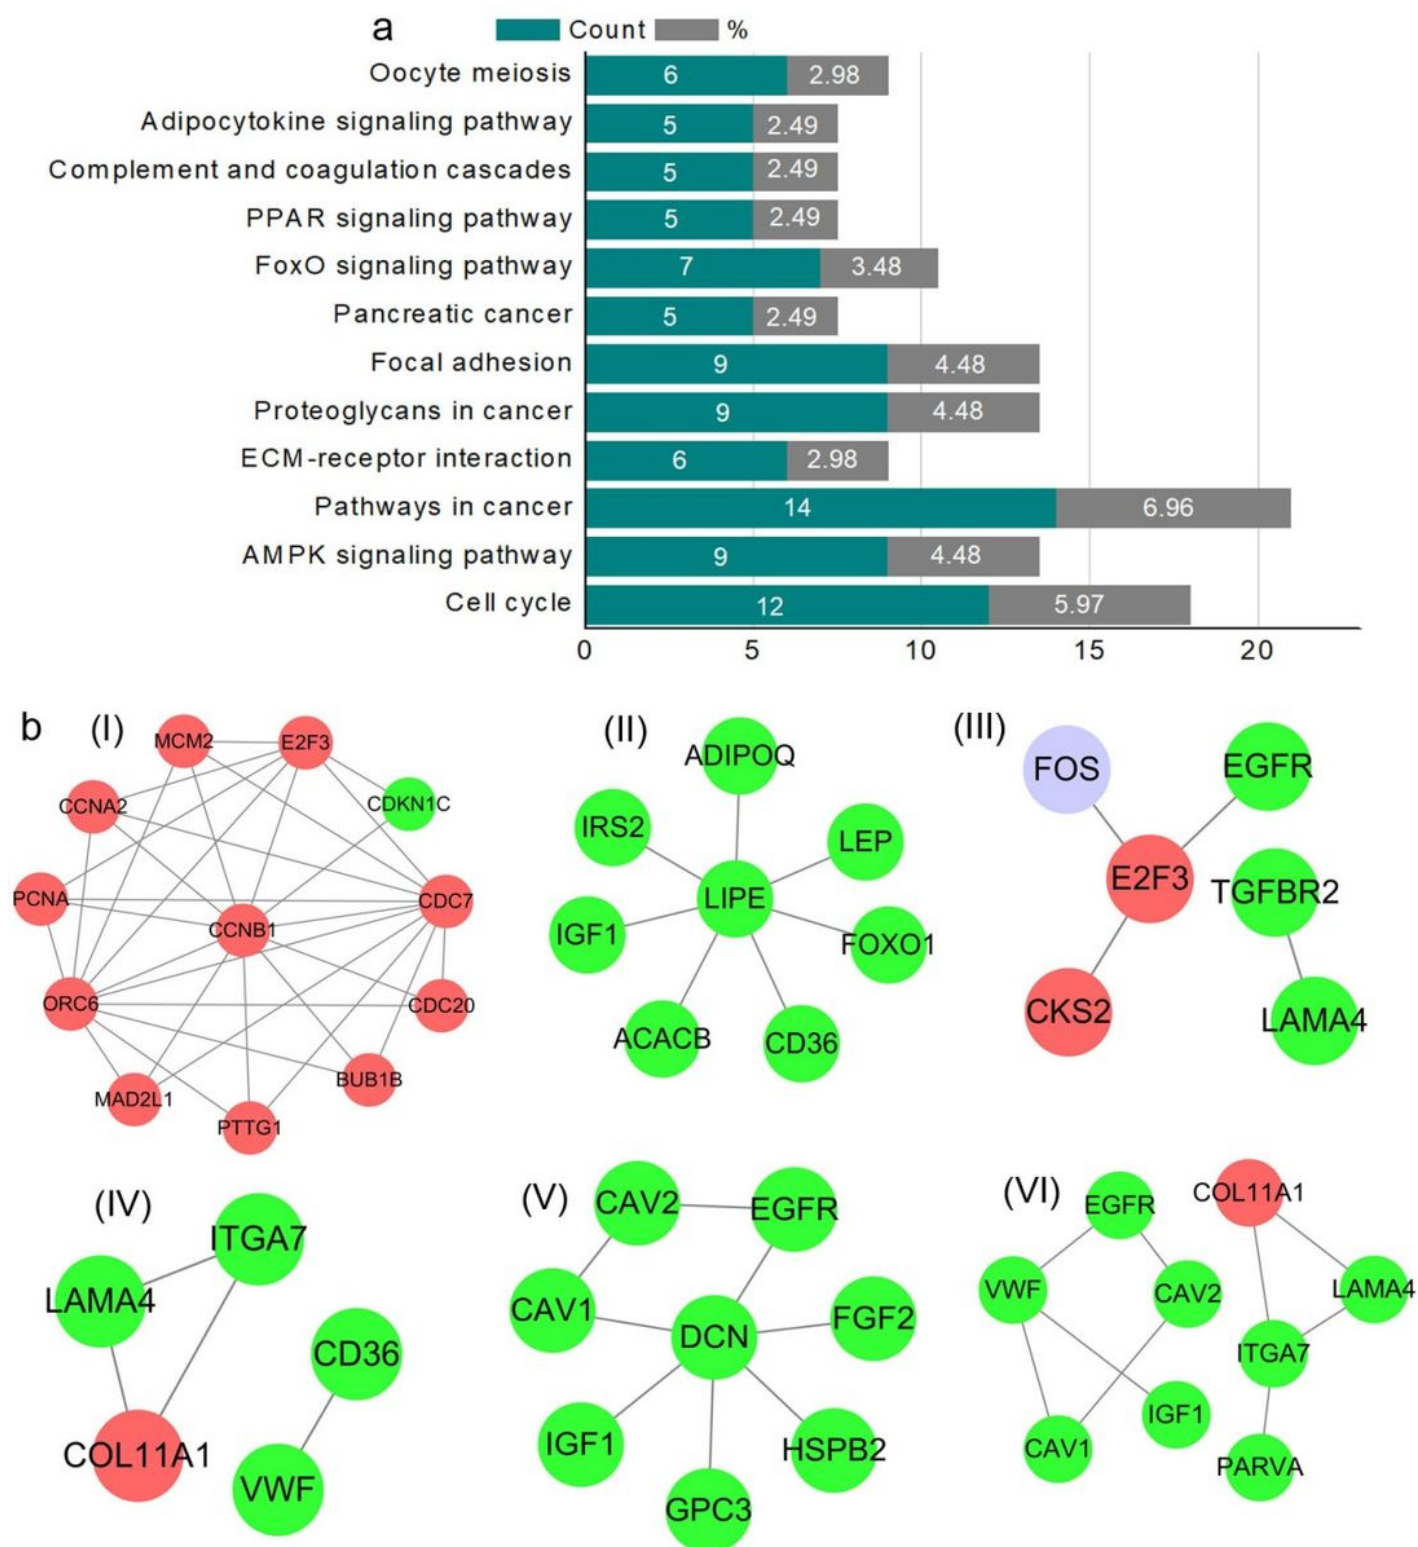 a
Count %
Oocyte meiosis 6 2.98
Adipocytokine signaling pathway 5 2.49
Complement and coagulation cascades 5 2.49
PPAR signaling pathway 5 2.49
FoxO signaling pathway 7 3.48
Pancreatic cancer 5 2.49
Focal adhesion 9 4.48
Proteoglycans in cancer 9 4.48
ECM-receptor interaction 6 2.98
Pathways in cancer 14 6.96
AMPK signaling pathway 9 4.48
Cell cycle 12 5.97
0 5 10 15 20
b
(I)
MCM2
E2F3
CCNA2
CDKN1C
PCNA
CDC7
CCNB1
ORC6
CDC20
BUB1B
MAD2L1
PTTG1
(II)
ADIPOQ
IRS2
LEP
LIPE
IGF1
FOXO1
ACACB
CD36
(III)
FOS
EGFR
E2F3
TGFBR2
CKS2
LAMA4
(IV)
ITGA7
LAMA4
CD36
COL11A1
VWF
(V)
CAV2
EGFR
CAV1
FGF2
DCN
IGF1
HSPB2
GPC3
(VI)
COL11A1
EGFR
VWF
CAV2
LAMA4
ITGA7
IGF1
CAV1
PARVA